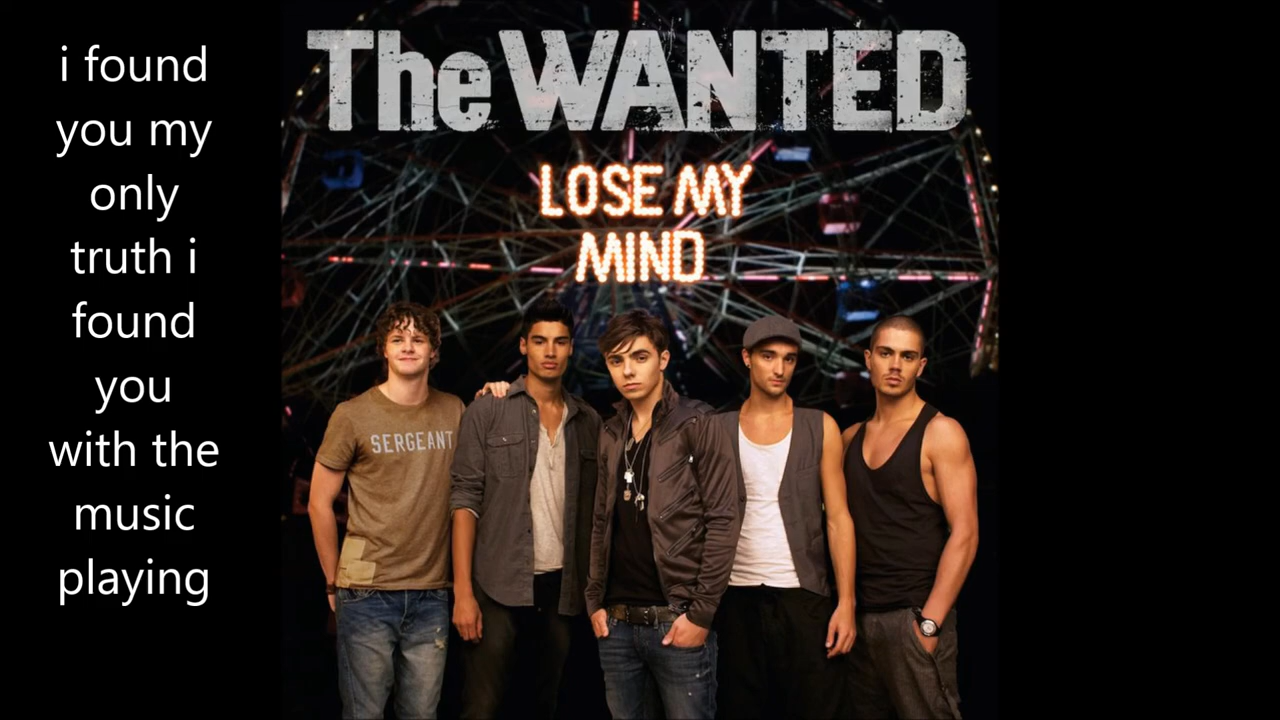 i found
you my
only
truth i
found
you
with the
music
playing
The WANTED
LOSE MY
MIND
SERGEANT